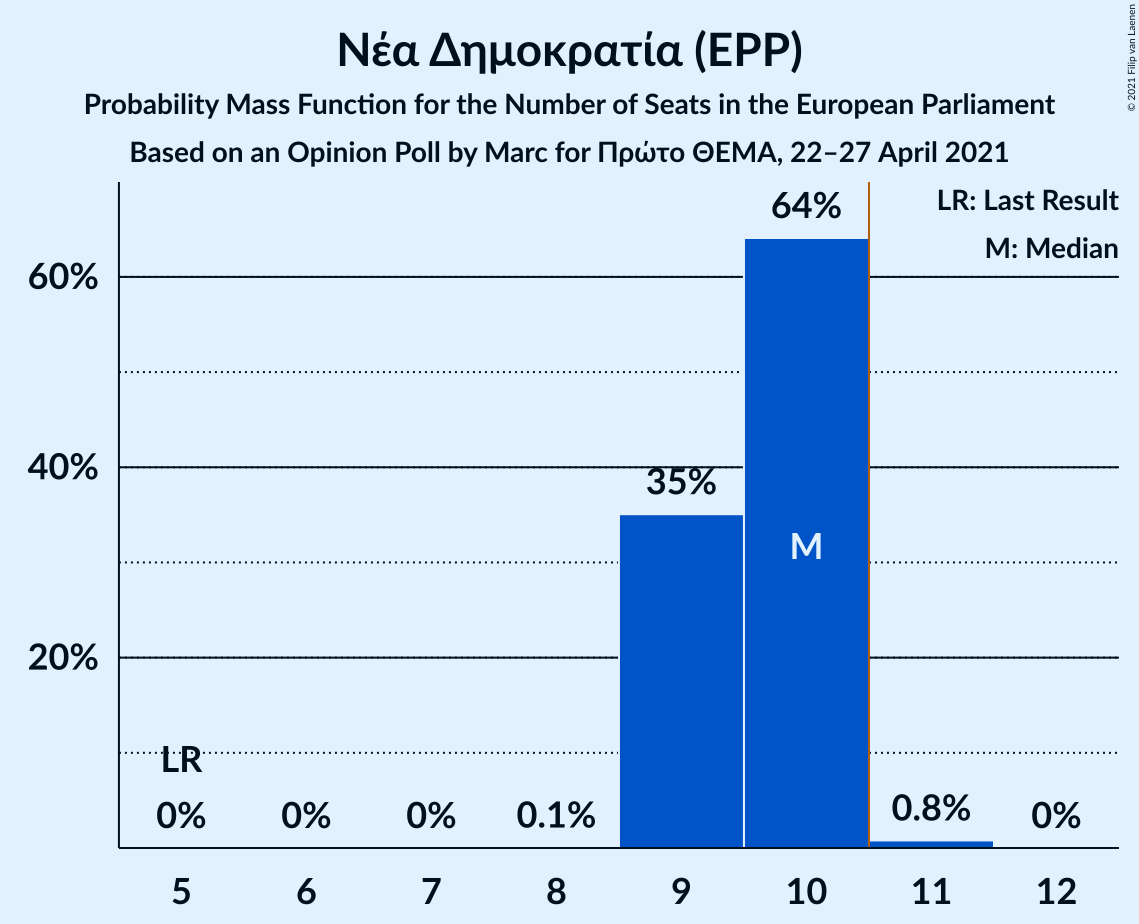 Νέα Δημοκρατία (EPP)
Probability Mass Function for the Number of Seats in the European Parliament
Based on an Opinion Poll by Marc for Πρώτο ΘΕΜΑ, 22–27 April 2021
© 2021 Filip van Laenen
LR: Last Result
M: Median
64%
60%
40%
35%
M
20%
LR
0%
0%
0%
0.1%
0.8%
0%
5
6
7
8
9
10
11
12